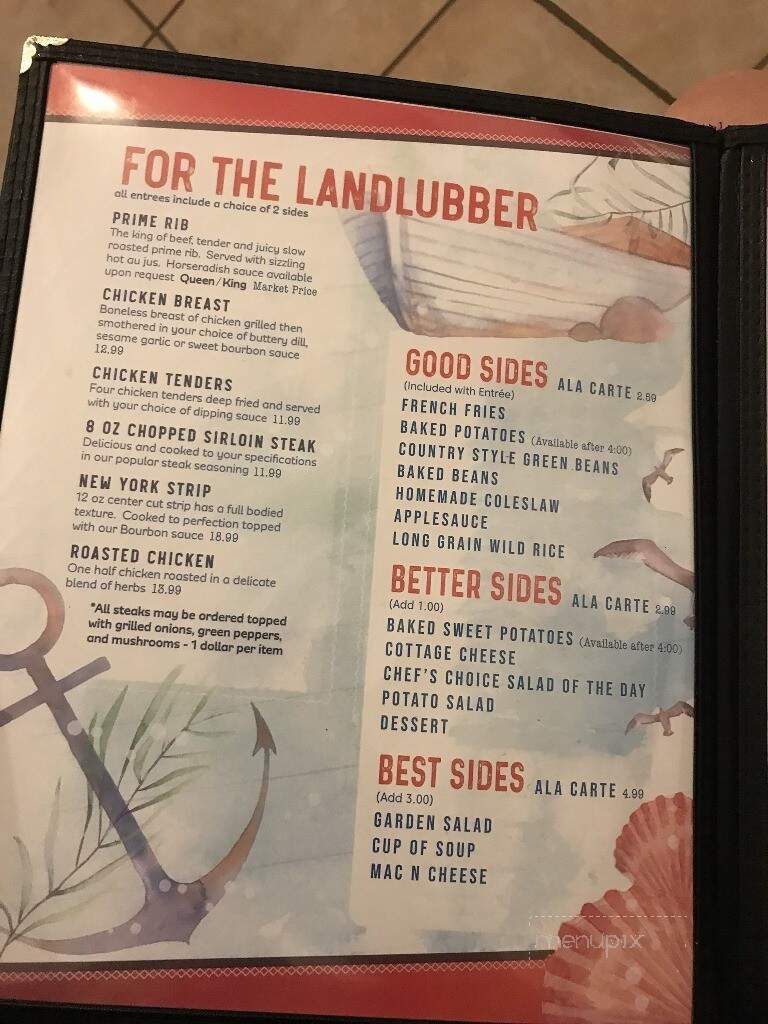 FOR THE LANDLUBBER
all entrees include a choice of 2 sides
PRIME RIB
The king of beef, tender and juicy slow
roasted prime rib. Served with sizzling
hot au jus. Horseradish sauce available
upon request Queen/King Market Price
CHICKEN BREAST
Boneless breast of chicken grilled then
smothered in your choice of buttery dill,
sesame garlic or sweet bourbon sauce
12.99
CHICKEN TENDERS
Four chicken tenders deep fried and served
with your choice of dipping sauce 11.99
8 OZ CHOPPED SIRLOIN STEAK
Delicious and cooked to your specifications
in our popular steak seasoning 11.99
NEW YORK STRIP
12 oz center cut strip has a full bodied
texture. Cooked to perfection topped
with our Bourbon sauce 18.99
ROASTED CHICKEN
One half chicken roasted in a delicate
blend of herbs 13.99
*All steaks may be ordered topped
with grilled onions, green peppers,
and mushrooms - 1 dollar per item
GOOD SIDES ALA CARTE 2.59
(Included with Entrée)
FRENCH FRIES
BAKED POTATOES (Available after 4:00)
COUNTRY STYLE GREEN BEANS
BAKED BEANS
HOMEMADE COLESLAW
APPLESAUCE
LONG GRAIN WILD RICE
BETTER SIDES ALA CARTE 2.99
(Add 1.00)
BAKED SWEET POTATOES (Available after 4:00)
COTTAGE CHEESE
CHEF'S CHOICE SALAD OF THE DAY
POTATO SALAD
DESSERT
BEST SIDES ALA CARTE 4.99
(Add 3.00)
GARDEN SALAD
CUP OF SOUP
MAC N CHEESE
menupix